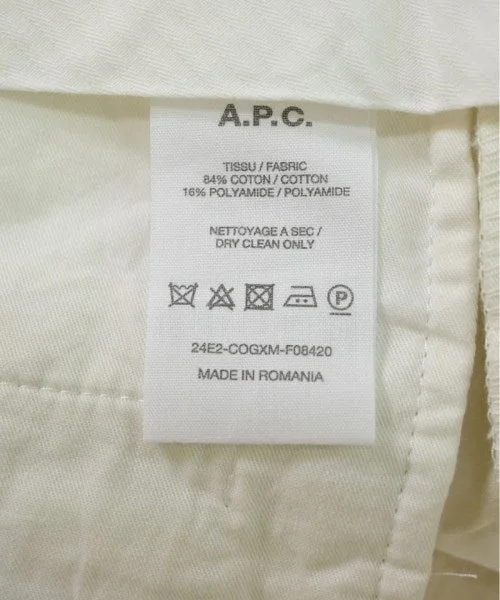 A.P.C.
TISSU / FABRIC
84% COTON / COTTON
16% POLYAMIDE / POLYAMIDE
NETTOYAGE A SEC /
DRY CLEAN ONLY
P
24E2-COGXM-F08420
MADE IN ROMANIA